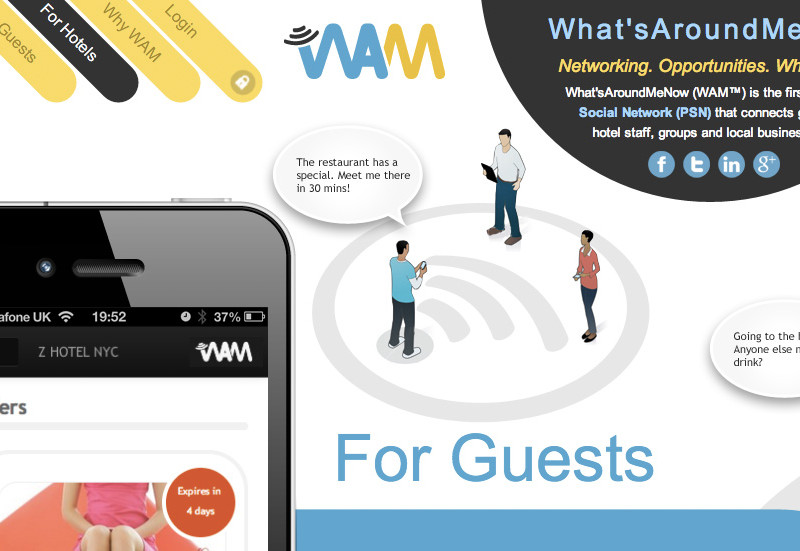 Guests
For Hotels
Why WAM
Login
WAM
What'sAroundMe
Networking. Opportunities. Wh
What'sAroundMeNow (WAM™) is the firs
Social Network (PSN) that connects g
hotel staff, groups and local busines
The restaurant has a
special. Meet me there
in 30 mins!
Going to the b
Anyone else n
drink?
afone UK
19:52
37%
Z HOTEL NYC
WAM
ers
Expires in
4 days
For Guests